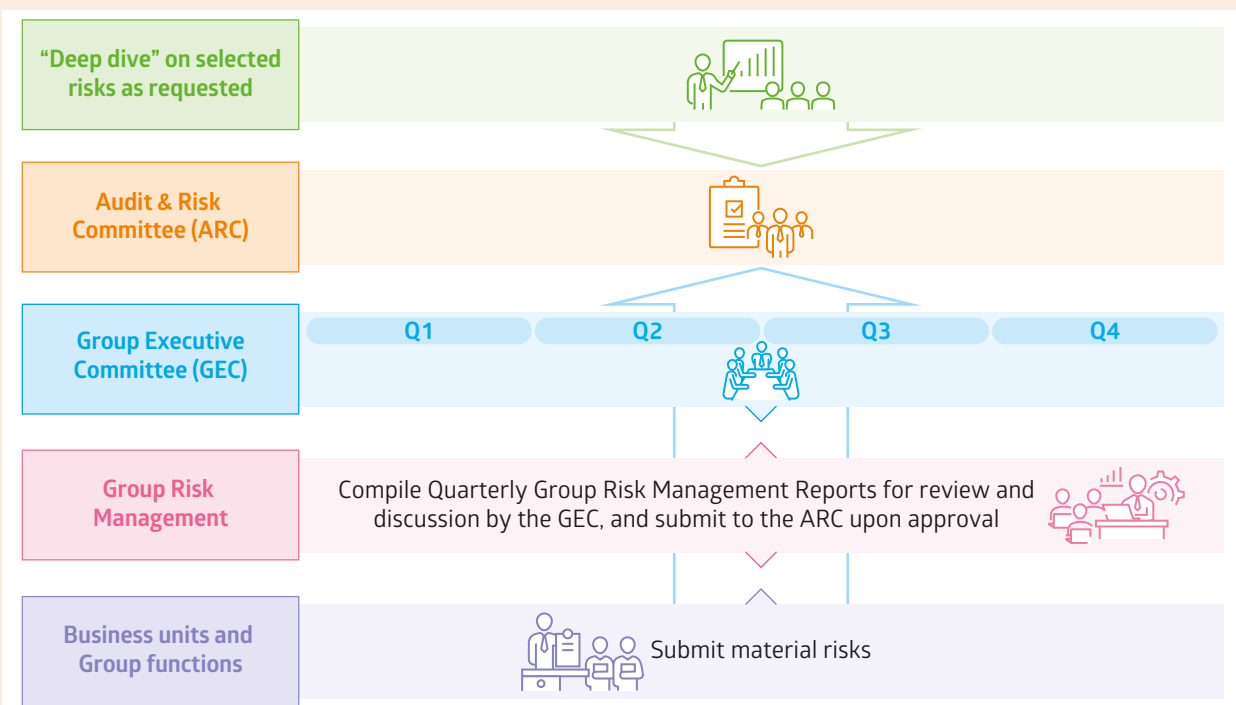 “Deep dive” on selected
risks as requested
Audit & Risk
Committee (ARC)
Group Executive
Committee (GEC)
Q1 Q2 Q3 Q4
Group Risk
Management
Compile Quarterly Group Risk Management Reports for review and
discussion by the GEC, and submit to the ARC upon approval
Business units and
Group functions
Submit material risks